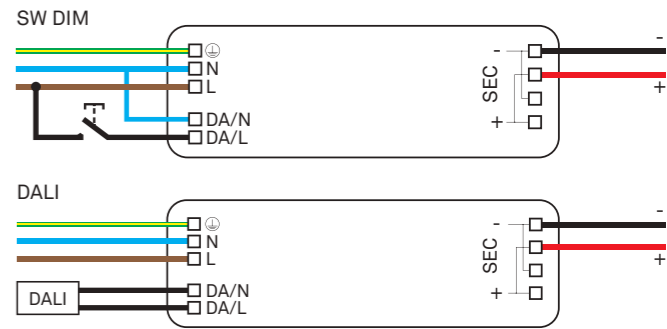 SW DIM
N
L
DA/N
DA/L
-
SEC
+
-
+
DALI
N
L
DALI
DA/N
DA/L
-
SEC
+
-
+